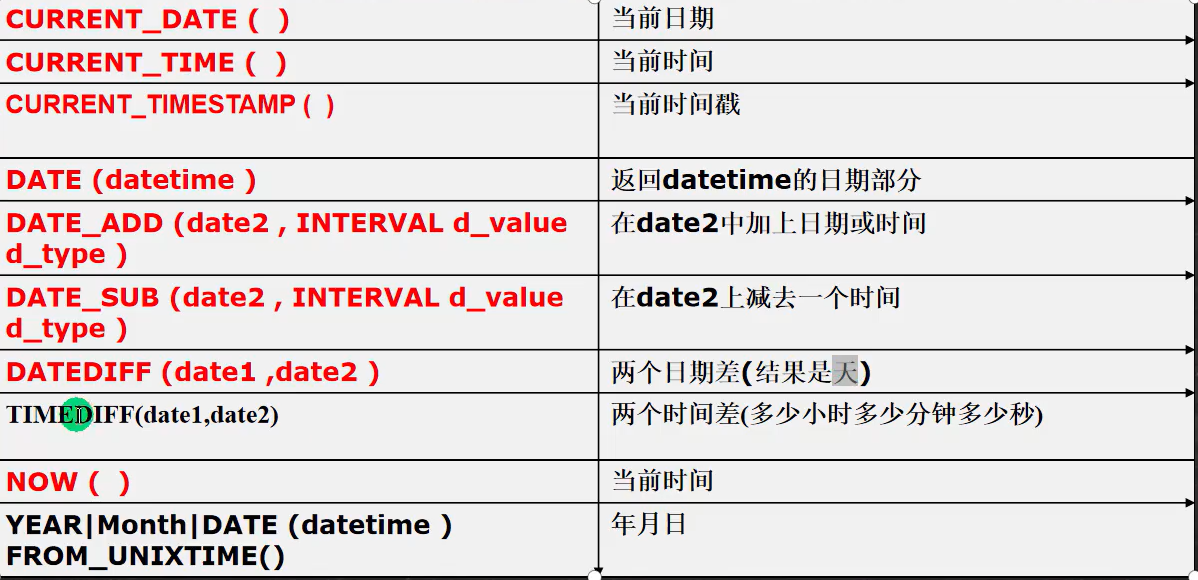 CURRENT_DATE (  )
当前日期
CURRENT_TIME (  )
当前时间
CURRENT_TIMESTAMP (  )
当前时间戳
DATE (datetime )
返回datetime的日期部分
DATE_ADD (date2 , INTERVAL d_value
d_type )
在date2中加上日期或时间
DATE_SUB (date2 , INTERVAL d_value
d_type )
在date2上减去一个时间
DATEDIFF (date1 ,date2 )
两个日期差(结果是天)
TIMEDIFF(date1,date2)
两个时间差(多少小时多少分钟多少秒)
NOW (  )
当前时间
YEAR|Month|DATE (datetime )
FROM_UNIXTIME()
年月日